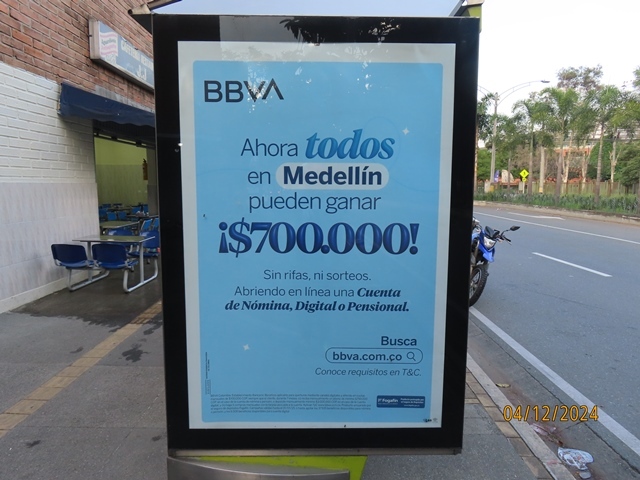 BBVA
Ahora todos
en Medellín
pueden ganar
¡$700.000!
Sin rifas, ni sorteos.
Abriendo en línea una Cuenta
de Nómina, Digital o Pensional.
Busca
bbva.com.co
Conoce requisitos en T&C.
04/12/2024